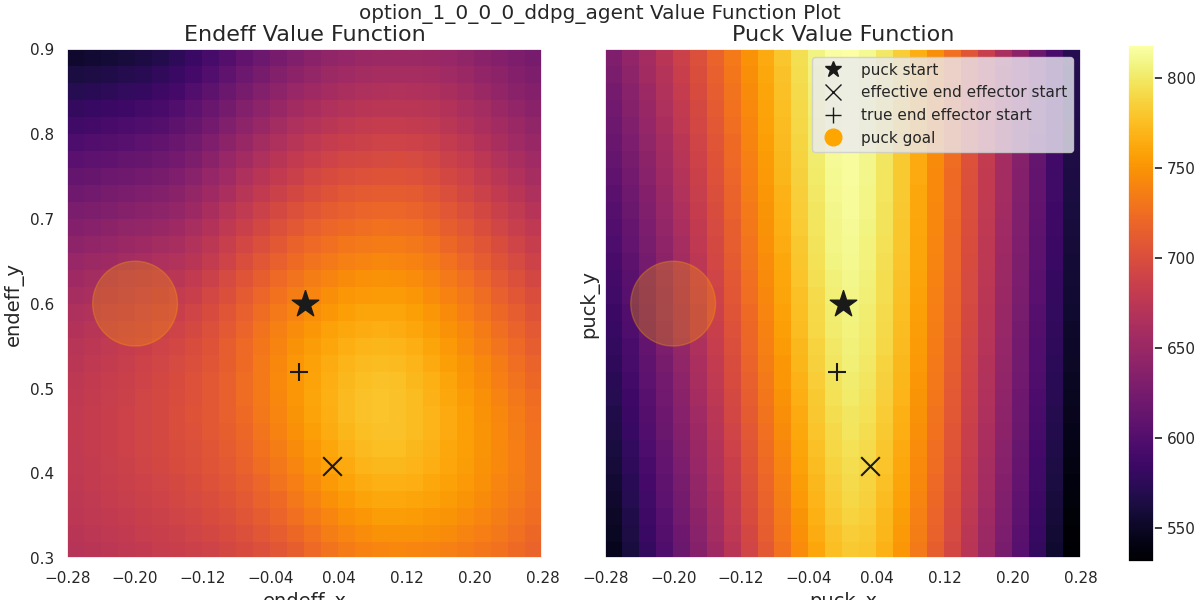 option_1_0_0_0_ddpg_agent Value Function Plot
Endeff Value Function
Puck Value Function
endeff_y
0.9
0.8
0.7
0.6
0.5
0.4
0.3
−0.28 −0.20 −0.12 −0.04 0.04 0.12 0.20 0.28
endeff_x
puck_y
puck start
effective end effector start
true end effector start
puck goal
−0.28 −0.20 −0.12 −0.04 0.04 0.12 0.20 0.28
puck_x
800
750
700
650
600
550